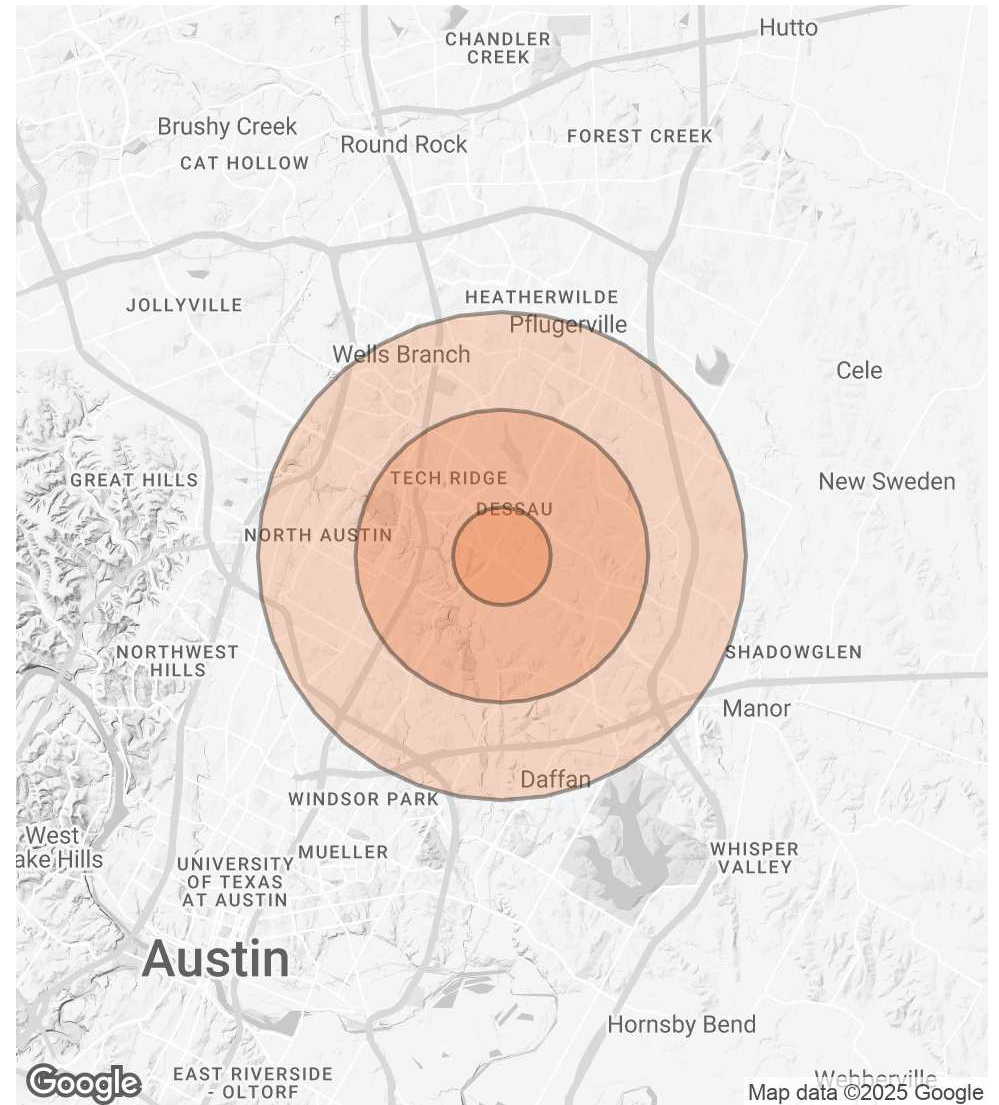 Hutto
CHANDLER
CREEK
Brushy Creek
Round Rock
FOREST CREEK
CAT HOLLOW
JOLLYVILLE
HEATHERWILDE
Pflugerville
Wells Branch
Cele
GREAT HILLS
TECH RIDGE
New Sweden
DESSAU
NORTH AUSTIN
NORTHWEST
HILLS
SHADOWGLEN
Manor
Daffan
WINDSOR PARK
West
ake Hills
UNIVERSITY
OF TEXAS
AT AUSTIN
MUELLER
WHISPER
VALLEY
Austin
Hornsby Bend
EAST RIVERSIDE
- OLTORF
Webberville
Google
Map data ©2025 Google